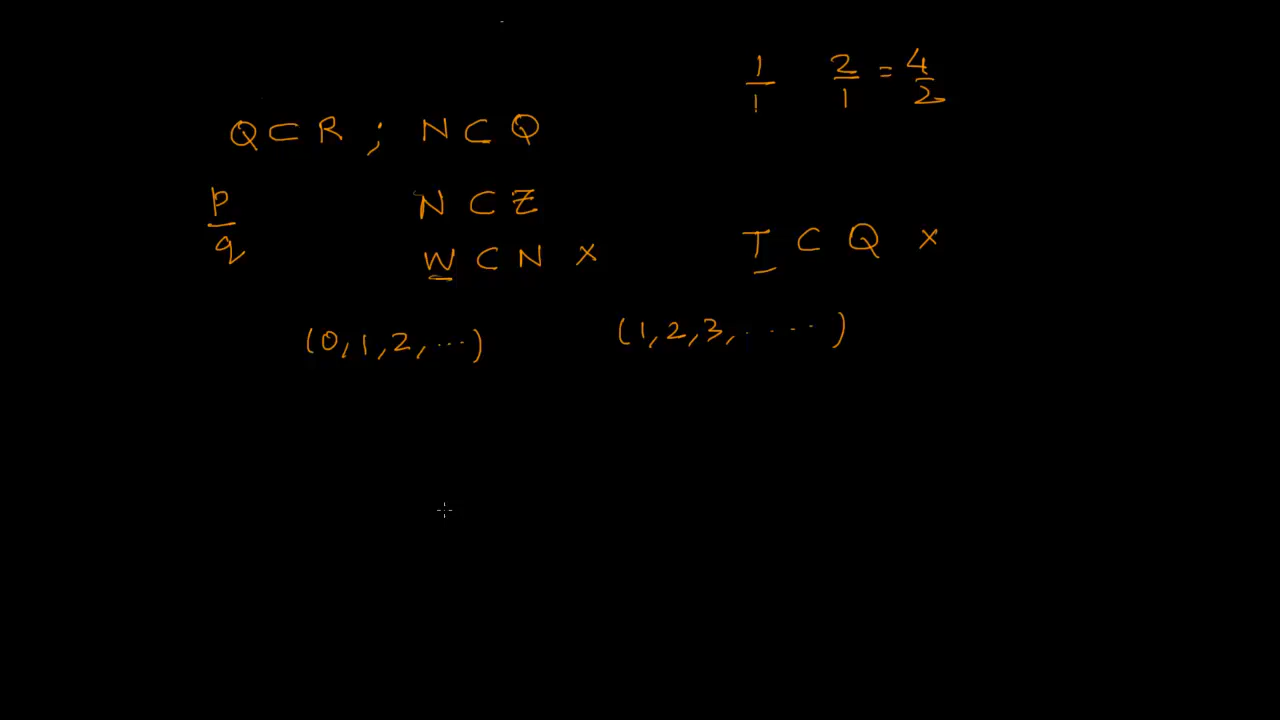 1/1 2/1 = 4/2
Q ⊂ R ; N ⊂ Q
p/q
N ⊂ Z
W ⊂ N ×
T ⊂ Q ×
(0, 1, 2, ...)
(1, 2, 3, .....)